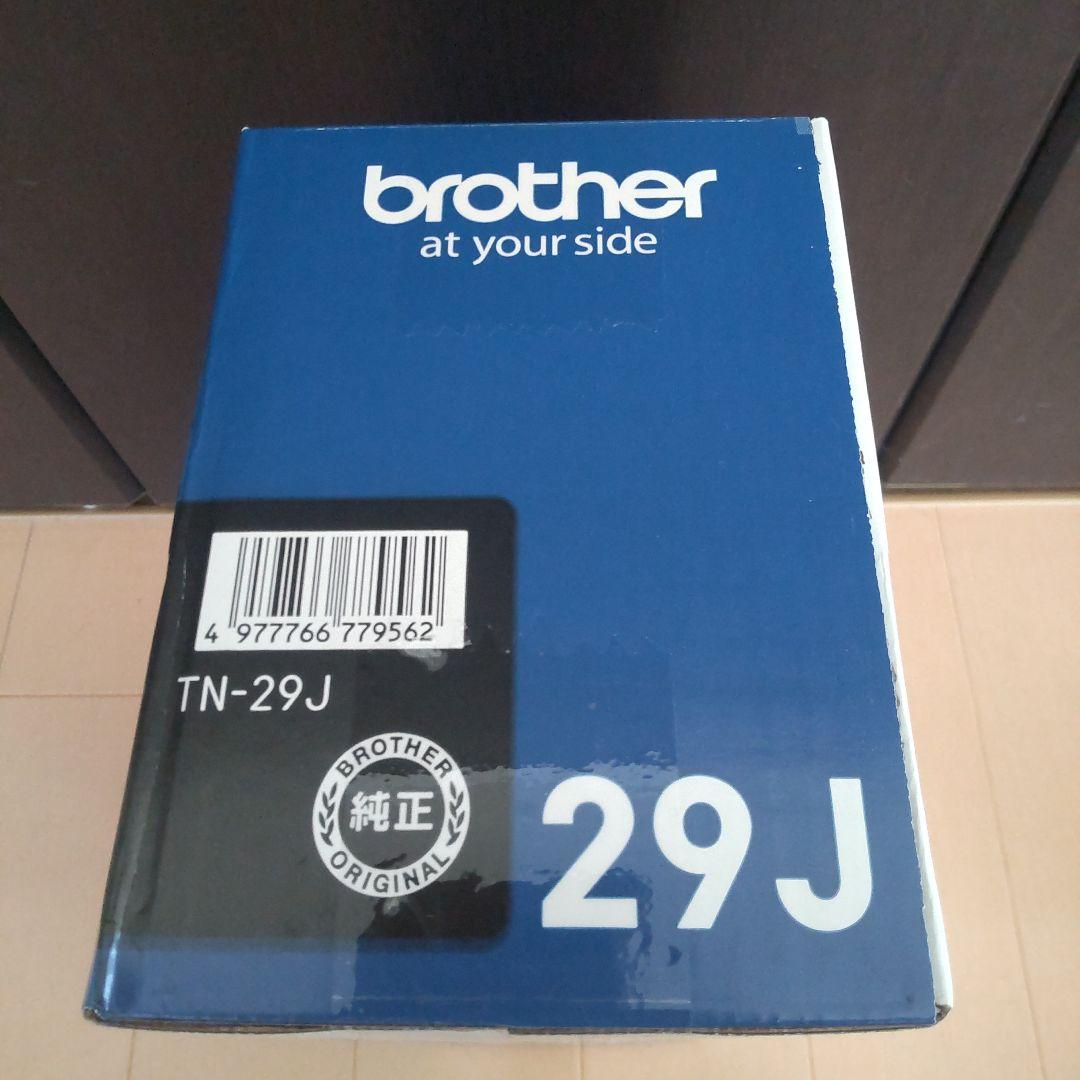 brother
at your side
4 977766 779562
TN-29J
BROTHER
純正
ORIGINAL
29J